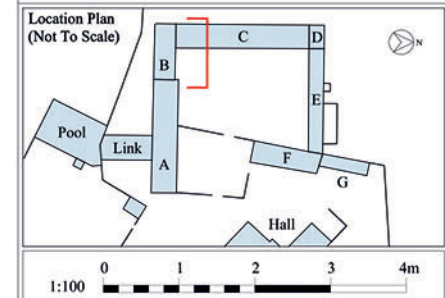 Location Plan
(Not To Scale)
C
D
B
N
E
Pool
Link
A
F
G
Hall
0 1 2 3 4m
1:100